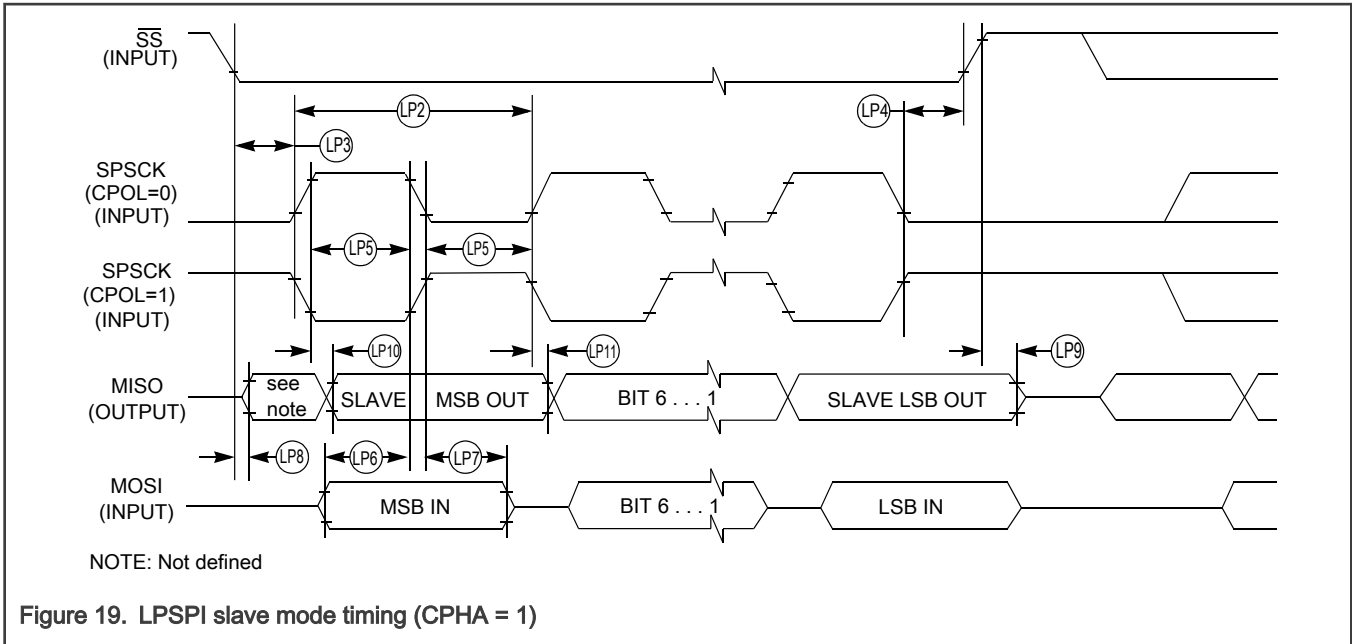 SS
(INPUT)
LP2
LP4
LP3
SPSCK
(CPOL=0)
(INPUT)
LP5
LP5
SPSCK
(CPOL=1)
(INPUT)
LP10
LP11
LP9
MISO
(OUTPUT)
see
note
SLAVE
MSB OUT
BIT 6 . . . 1
SLAVE LSB OUT
LP8
LP6
LP7
MOSI
(INPUT)
MSB IN
BIT 6 . . . 1
LSB IN
NOTE: Not defined
Figure 19. LPSPI slave mode timing (CPHA = 1)